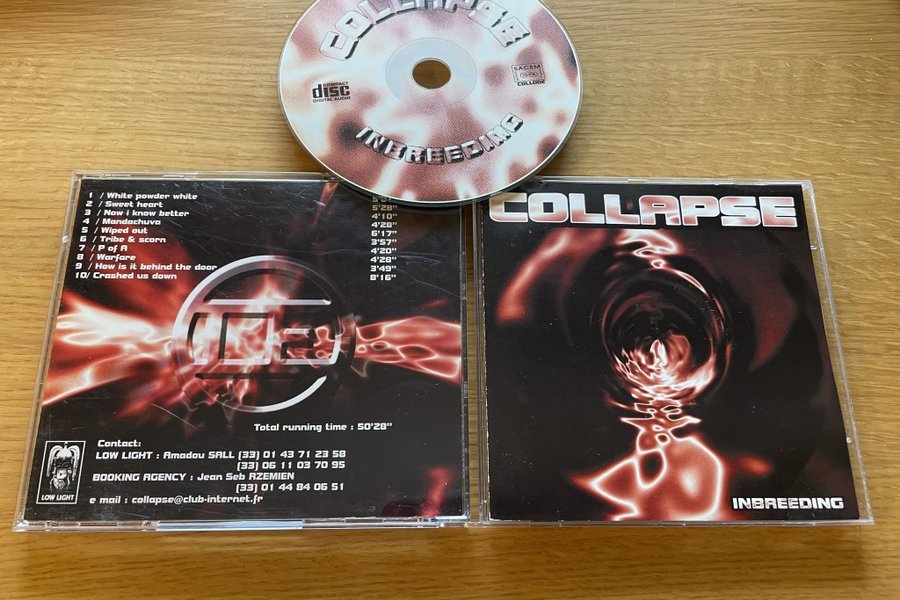 COLLAPSE
COMPACT
disc
DIGITAL AUDIO
SACEM
COLL002
INBREEDING
1 / White powder white
2 / Sweet heart 5'28"
3 / Now i know better 4'10"
4 / Mandachuva 4'28"
5 / Wiped out 6'17"
6 / Tribe & scorn 3'57"
7 / P of A 4'20"
8 / Warfare 4'28"
9 / How is it behind the door 3'49"
10/ Crashed us down 8'16"
Total running time : 50'28"
Contact:
LOW LIGHT : Amadou SALL (33) 01 43 71 23 58
(33) 06 11 03 70 95
BOOKING AGENCY : Jean Seb RZEMIEN
(33) 01 44 84 06 51
e mail : collapse@club-internet.fr
LOW LIGHT
COLLAPSE
INBREEDING